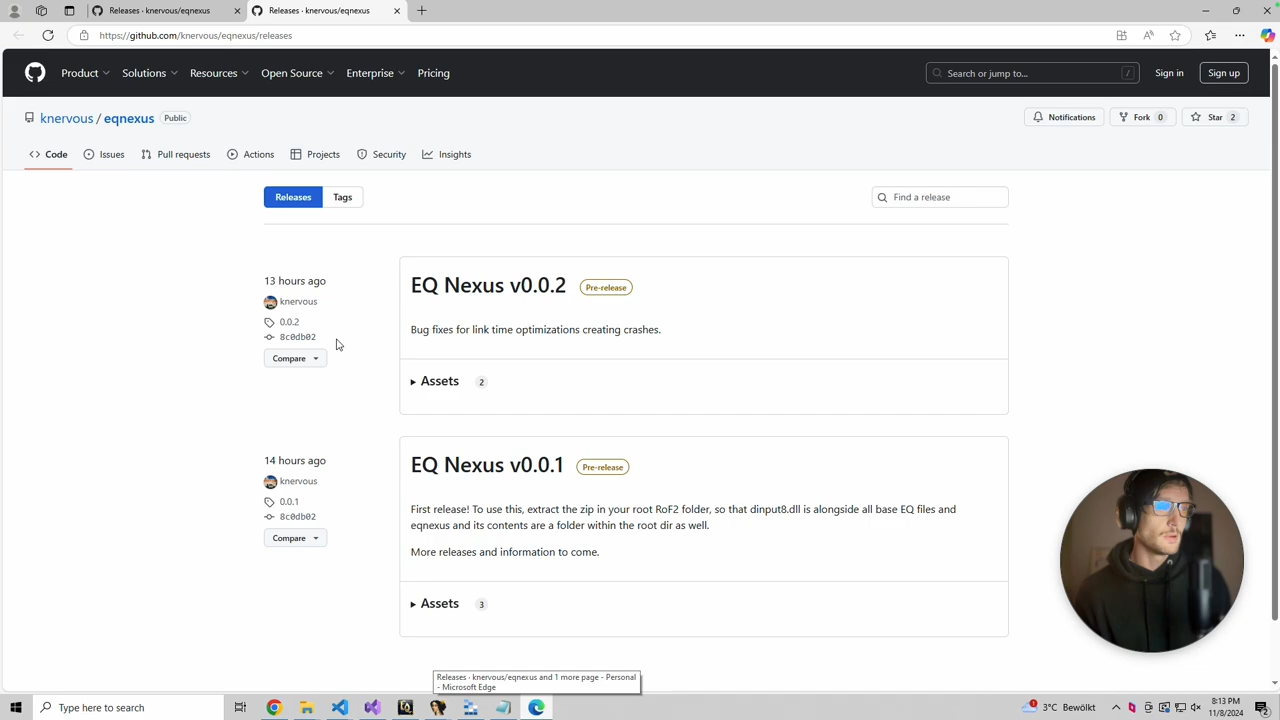 Releases · knervous/eqnexus
Releases · knervous/eqnexus
https://github.com/knervous/eqnexus/releases
Product
Solutions
Resources
Open Source
Enterprise
Pricing
Search or jump to...
/
Sign in
Sign up
knervous / eqnexus
Public
Notifications
Fork 0
Star 2
Code
Issues
Pull requests
Actions
Projects
Security
Insights
Releases
Tags
Find a release
13 hours ago
knervous
0.0.2
8c0db02
Compare
EQ Nexus v0.0.2
Pre-release
Bug fixes for link time optimizations creating crashes.
Assets 2
14 hours ago
knervous
0.0.1
8c0db02
Compare
EQ Nexus v0.0.1
Pre-release
First release! To use this, extract the zip in your root RoF2 folder, so that dinput8.dll is alongside all base EQ files and
eqnexus and its contents are a folder within the root dir as well.
More releases and information to come.
Assets 3
Releases · knervous/eqnexus and 1 more page - Personal
- Microsoft Edge
Type here to search
3°C Bewölkt
8:13 PM
11/8/2024
2